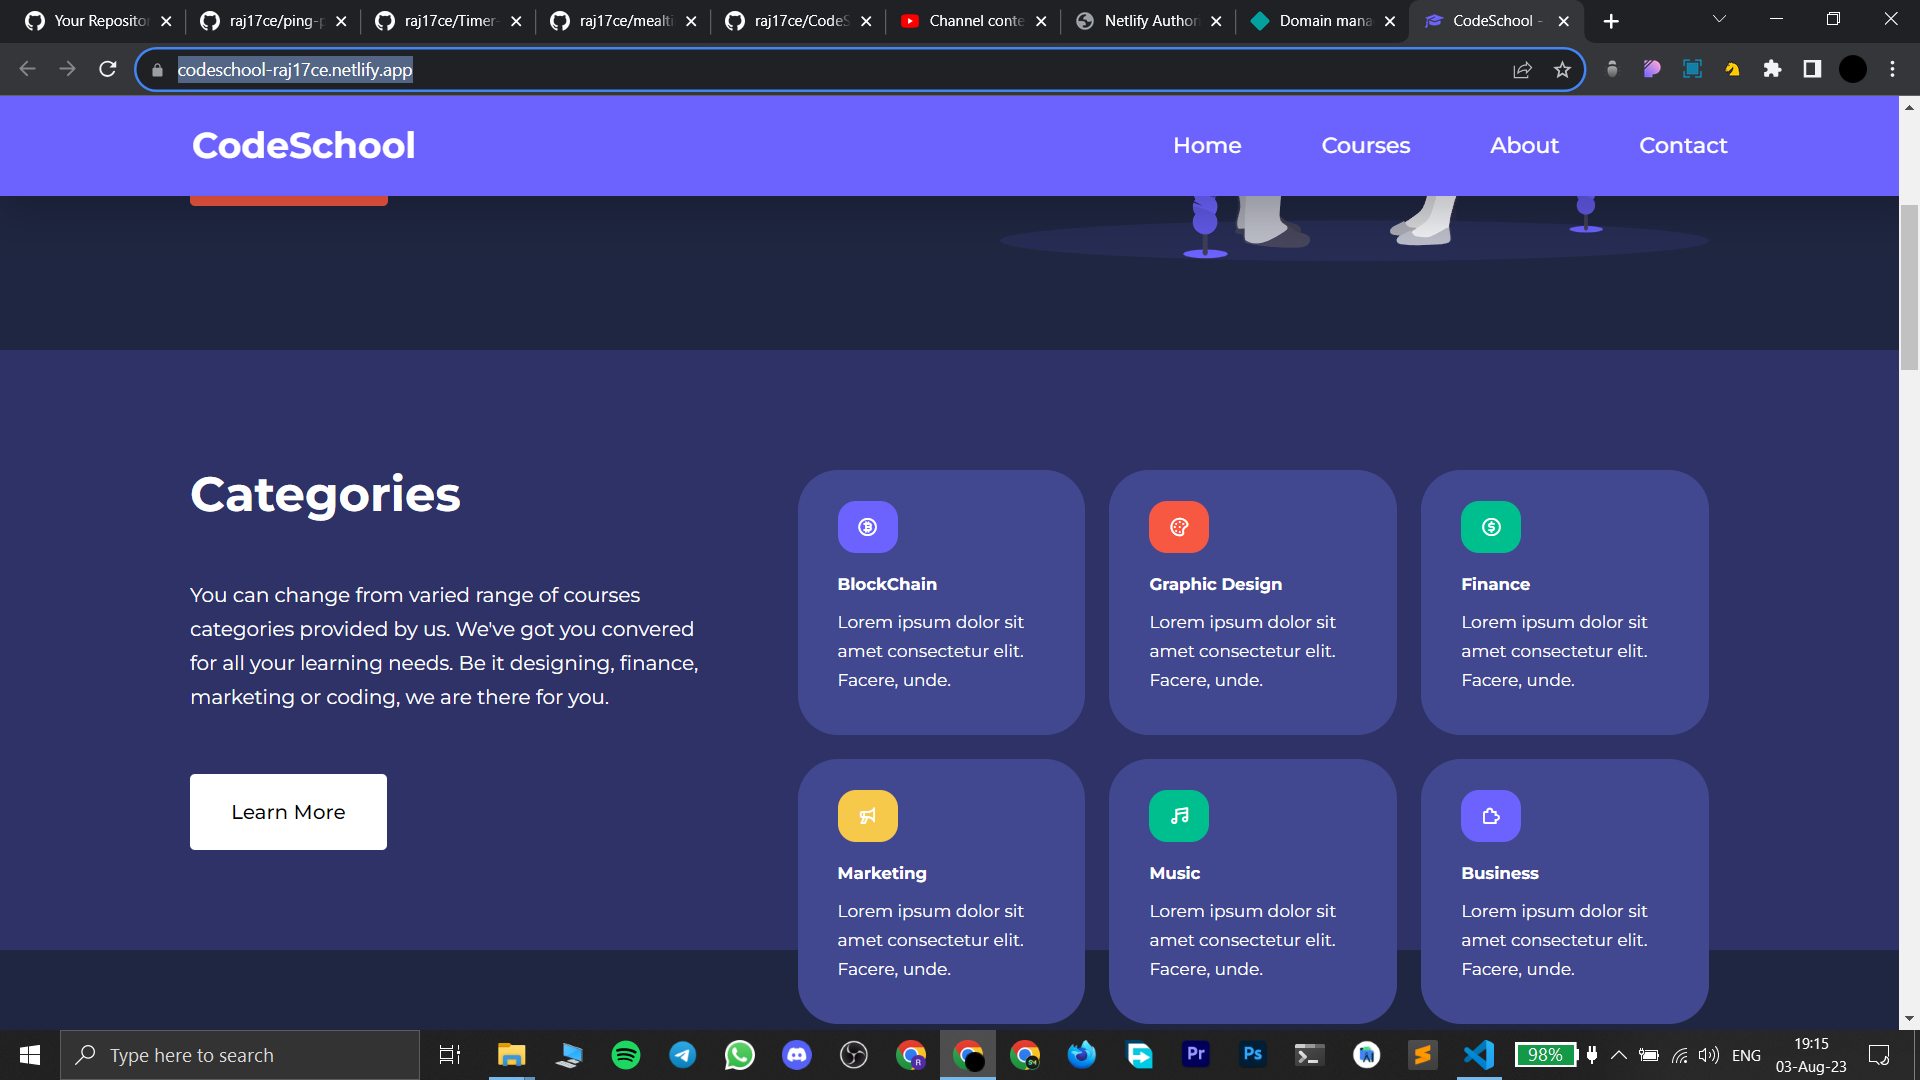 Your Repositor
raj17ce/ping-p
raj17ce/Timer-
raj17ce/mealti
raj17ce/CodeS
Channel conte
Netlify Author
Domain mana
CodeSchool -
codeschool-raj17ce.netlify.app
CodeSchool
Home
Courses
About
Contact
Categories
You can change from varied range of courses
categories provided by us. We've got you convered
for all your learning needs. Be it designing, finance,
marketing or coding, we are there for you.
Learn More
BlockChain
Lorem ipsum dolor sit
amet consectetur elit.
Facere, unde.
Graphic Design
Lorem ipsum dolor sit
amet consectetur elit.
Facere, unde.
Finance
Lorem ipsum dolor sit
amet consectetur elit.
Facere, unde.
Marketing
Lorem ipsum dolor sit
amet consectetur elit.
Facere, unde.
Music
Lorem ipsum dolor sit
amet consectetur elit.
Facere, unde.
Business
Lorem ipsum dolor sit
amet consectetur elit.
Facere, unde.
Type here to search
R
Pr
Ps
98%
ENG
19:15
03-Aug-23